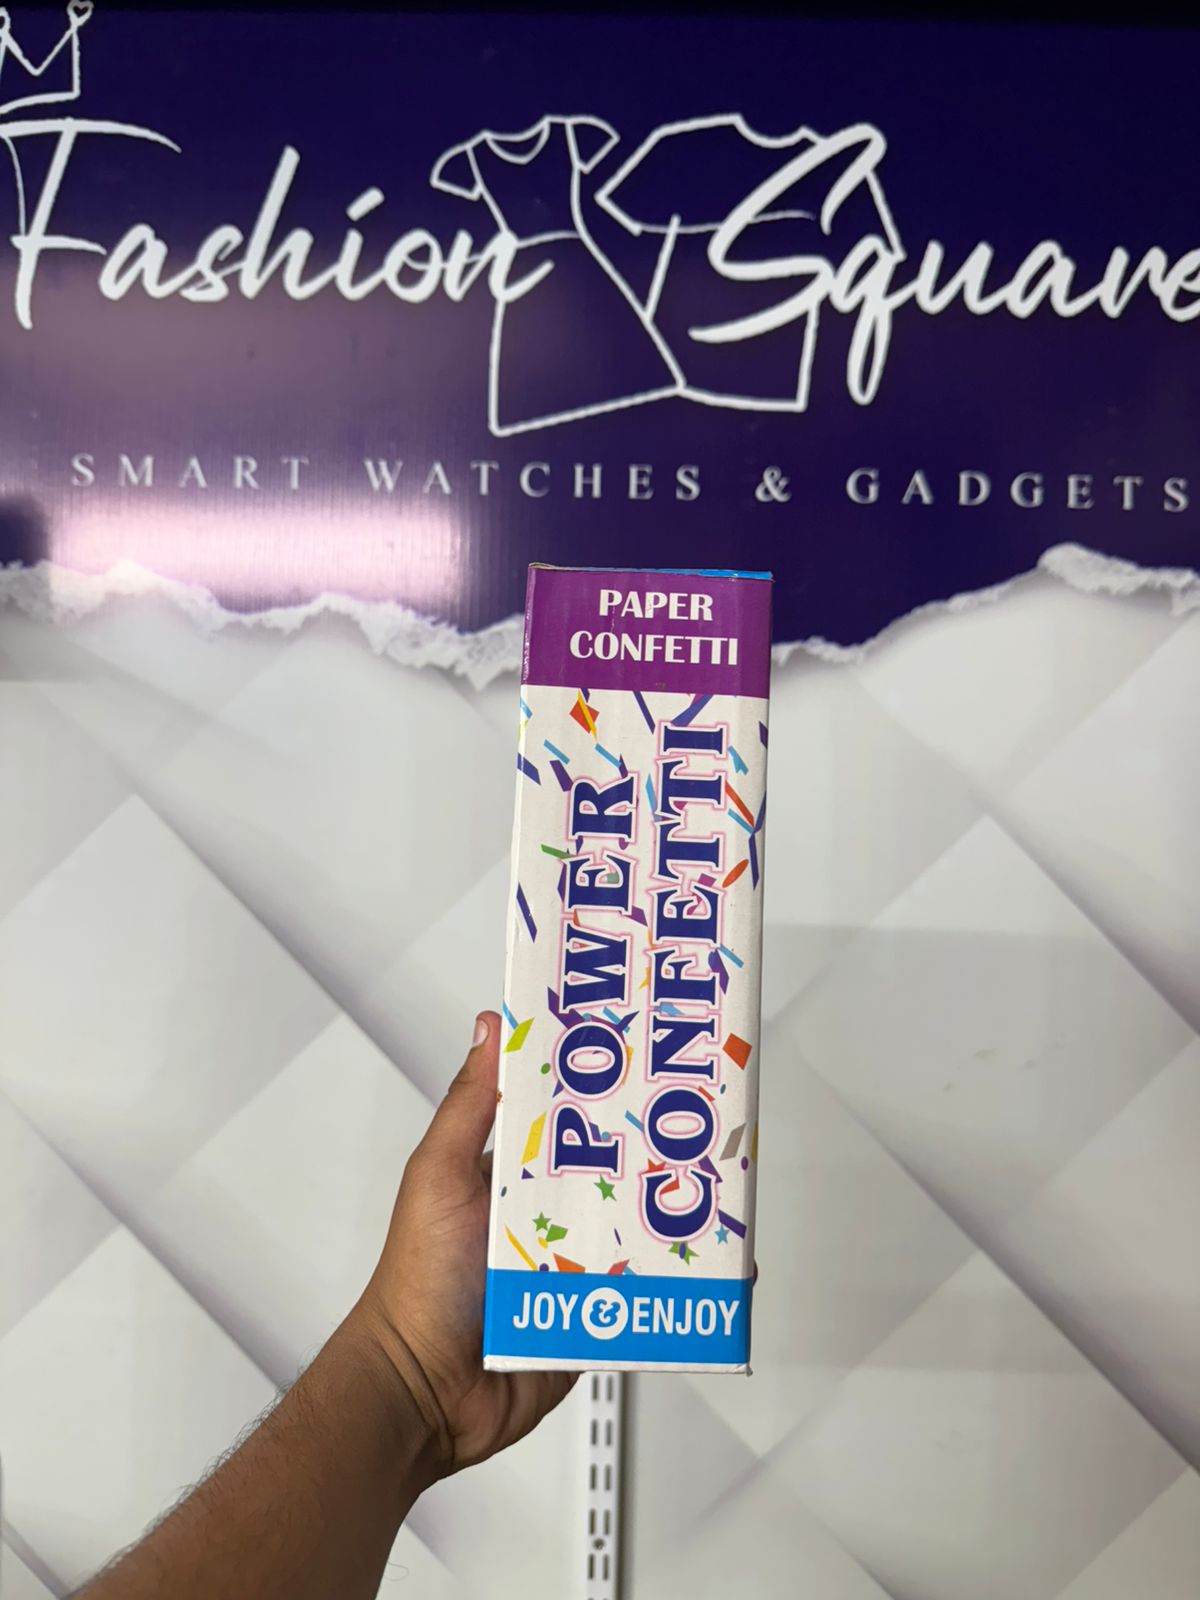 Fashion Square
SMART WATCHES & GADGETS
PAPER
CONFETTI
POWER
CONFETTI
JOY & ENJOY